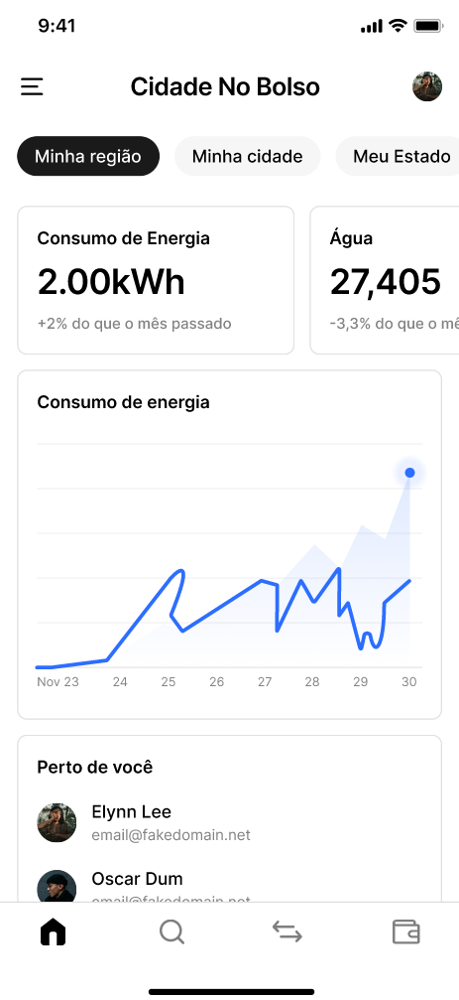 9:41
Cidade No Bolso
Minha região
Minha cidade
Meu Estado
Consumo de Energia
2.00kWh
+2% do que o mês passado
Água
27,405
-3,3% do que o mê
Consumo de energia
Nov 23 24 25 26 27 28 29 30
Perto de você
Elynn Lee
email@fakedomain.net
Oscar Dum
email@fakedomain.net